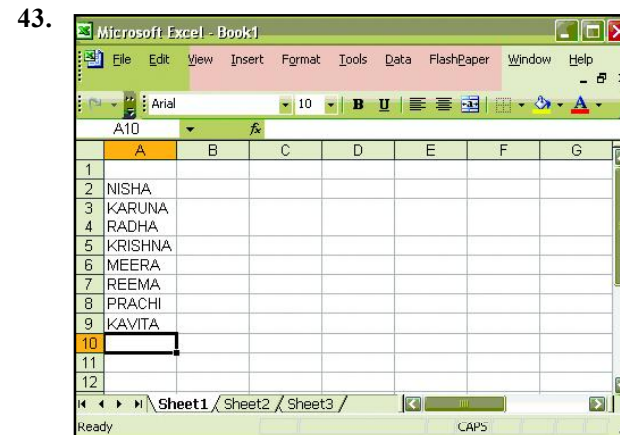 43.
Microsoft Excel - Book1
File Edit View Insert Format Tools Data FlashPaper Window Help
Arial 10 B U A
A10 fx
A B C D E F G
1
2 NISHA
3 KARUNA
4 RADHA
5 KRISHNA
6 MEERA
7 REEMA
8 PRACHI
9 KAVITA
10
11
12
Sheet1 / Sheet2 / Sheet3 /
Ready CAPS